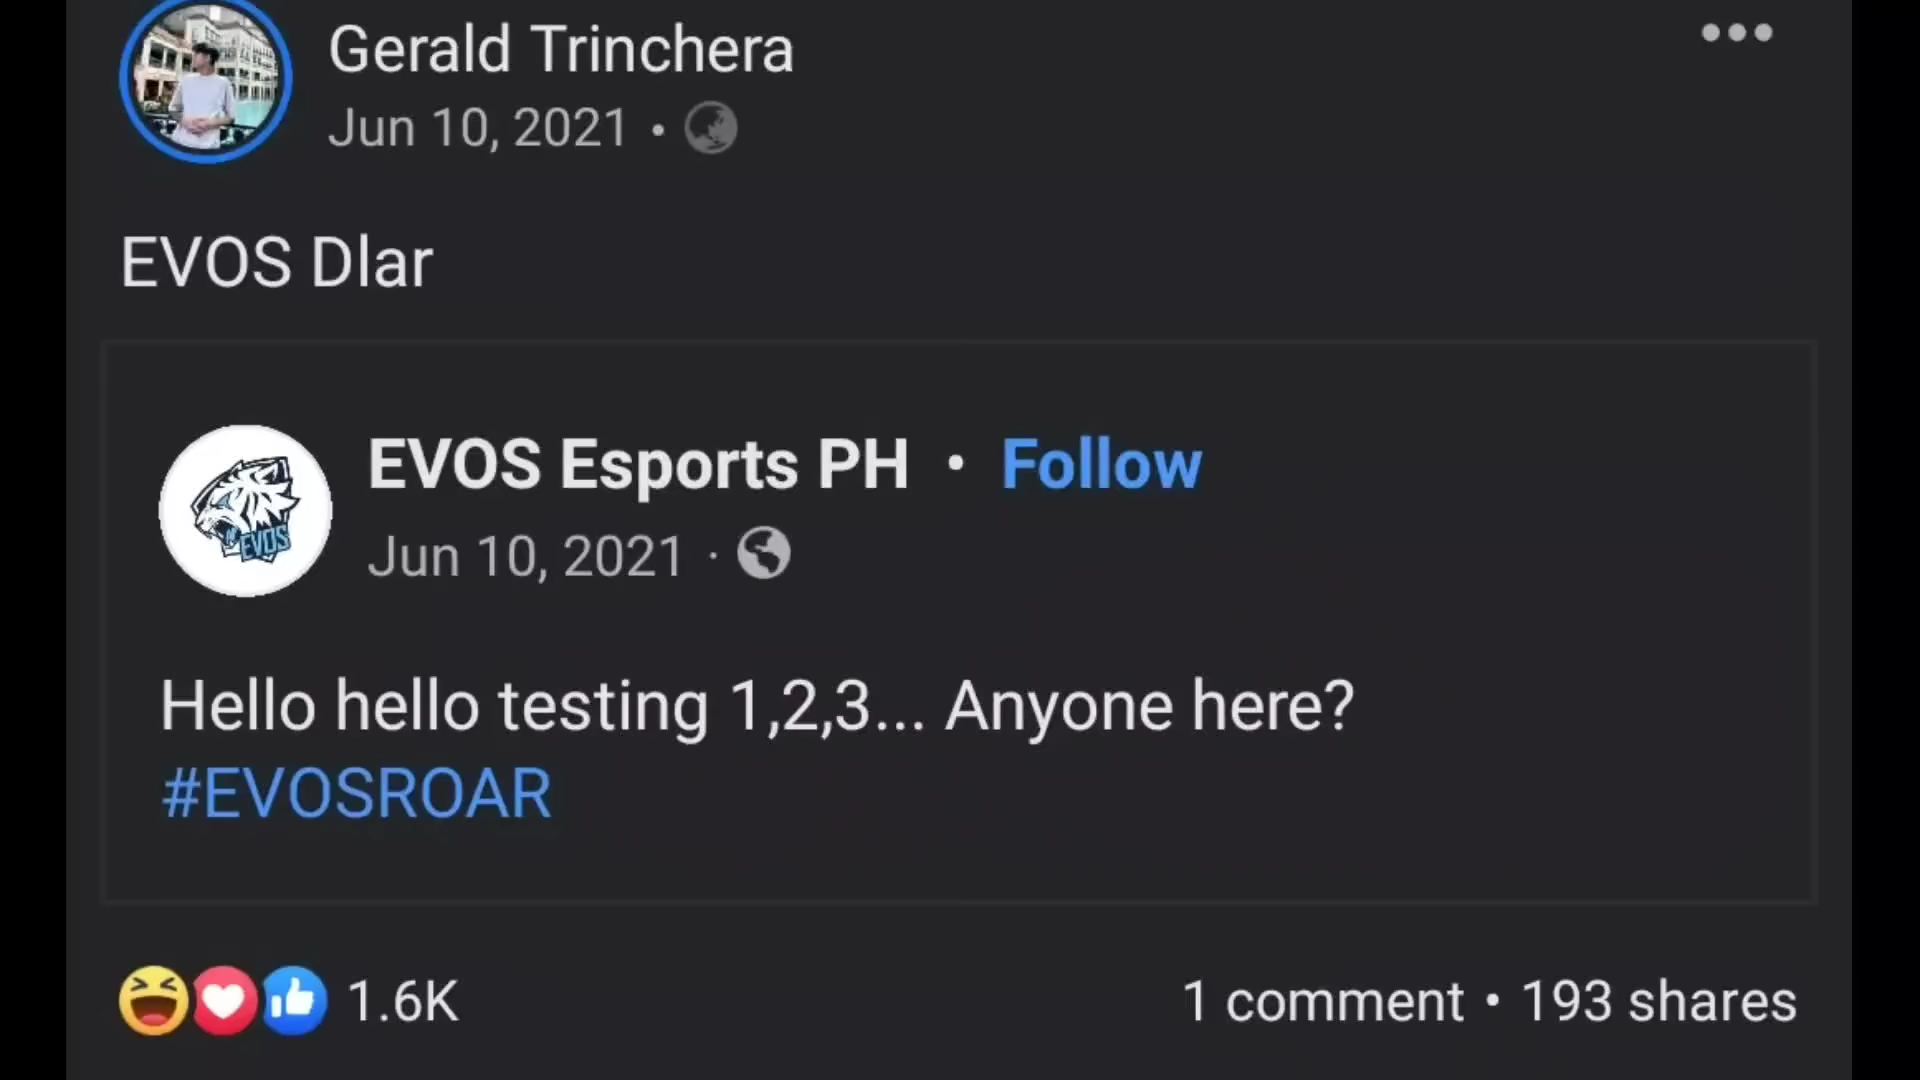 Gerald Trinchera
Jun 10, 2021 •
EVOS Dlar
EVOS
EVOS Esports PH • Follow
Jun 10, 2021 ·
Hello hello testing 1,2,3... Anyone here?
#EVOSROAR
1.6K
1 comment • 193 shares